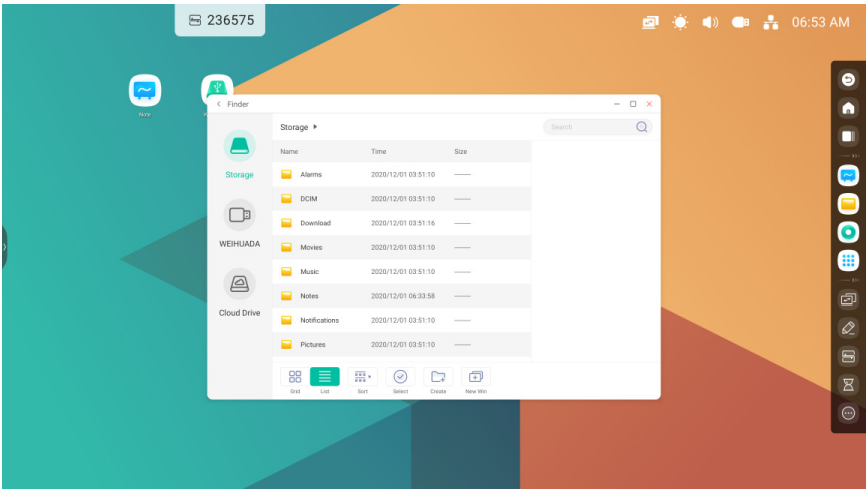 236575
06:53 AM
Note
Finder
Storage
Search
Name Time Size
Storage
WEIHUADA
Cloud Drive
Alarms 2020/12/01 03:51:10 ——
DCIM 2020/12/01 03:51:10 ——
Download 2020/12/01 03:51:16 ——
Movies 2020/12/01 03:51:10 ——
Music 2020/12/01 03:51:10 ——
Notes 2020/12/01 06:33:58 ——
Notifications 2020/12/01 03:51:10 ——
Pictures 2020/12/01 03:51:10 ——
Grid List Sort Select Create New Win